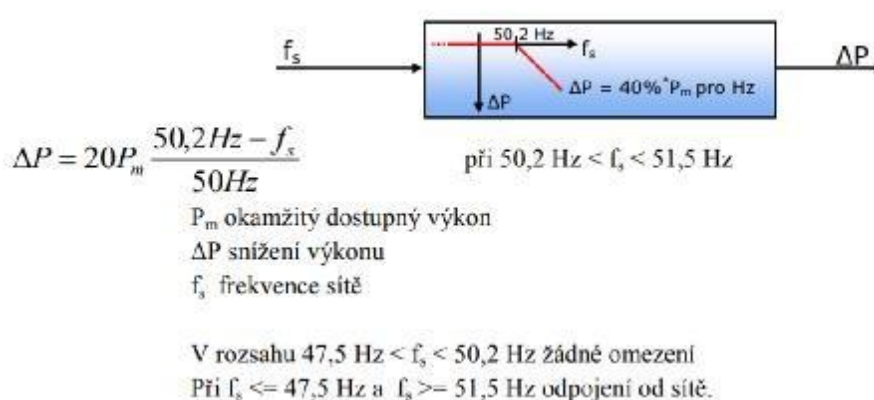 50,2 Hz
f_s
f_s
ΔP
ΔP
ΔP = 40%*P_m pro Hz
ΔP = 20P_m (50,2Hz − f_s) / 50Hz
při 50,2 Hz < f_s < 51,5 Hz
P_m okamžitý dostupný výkon
ΔP snížení výkonu
f_s frekvence sítě
V rozsahu 47,5 Hz < f_s < 50,2 Hz žádné omezení
Při f_s <= 47,5 Hz a f_s >= 51,5 Hz odpojení od sítě.